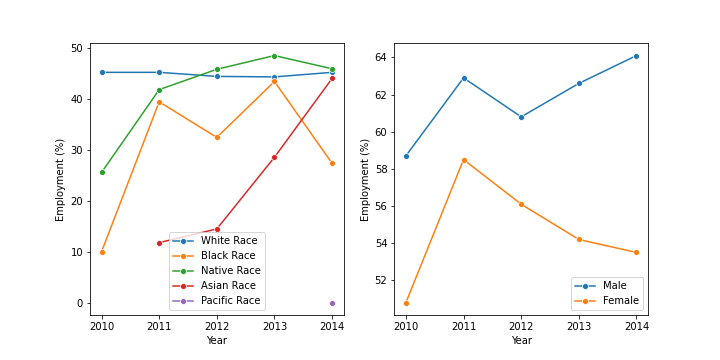 50
40
30
20
10
0
Employment (%)
2010 2011 2012 2013 2014
Year
White Race
Black Race
Native Race
Asian Race
Pacific Race
64
62
60
58
56
54
52
Employment (%)
2010 2011 2012 2013 2014
Year
Male
Female